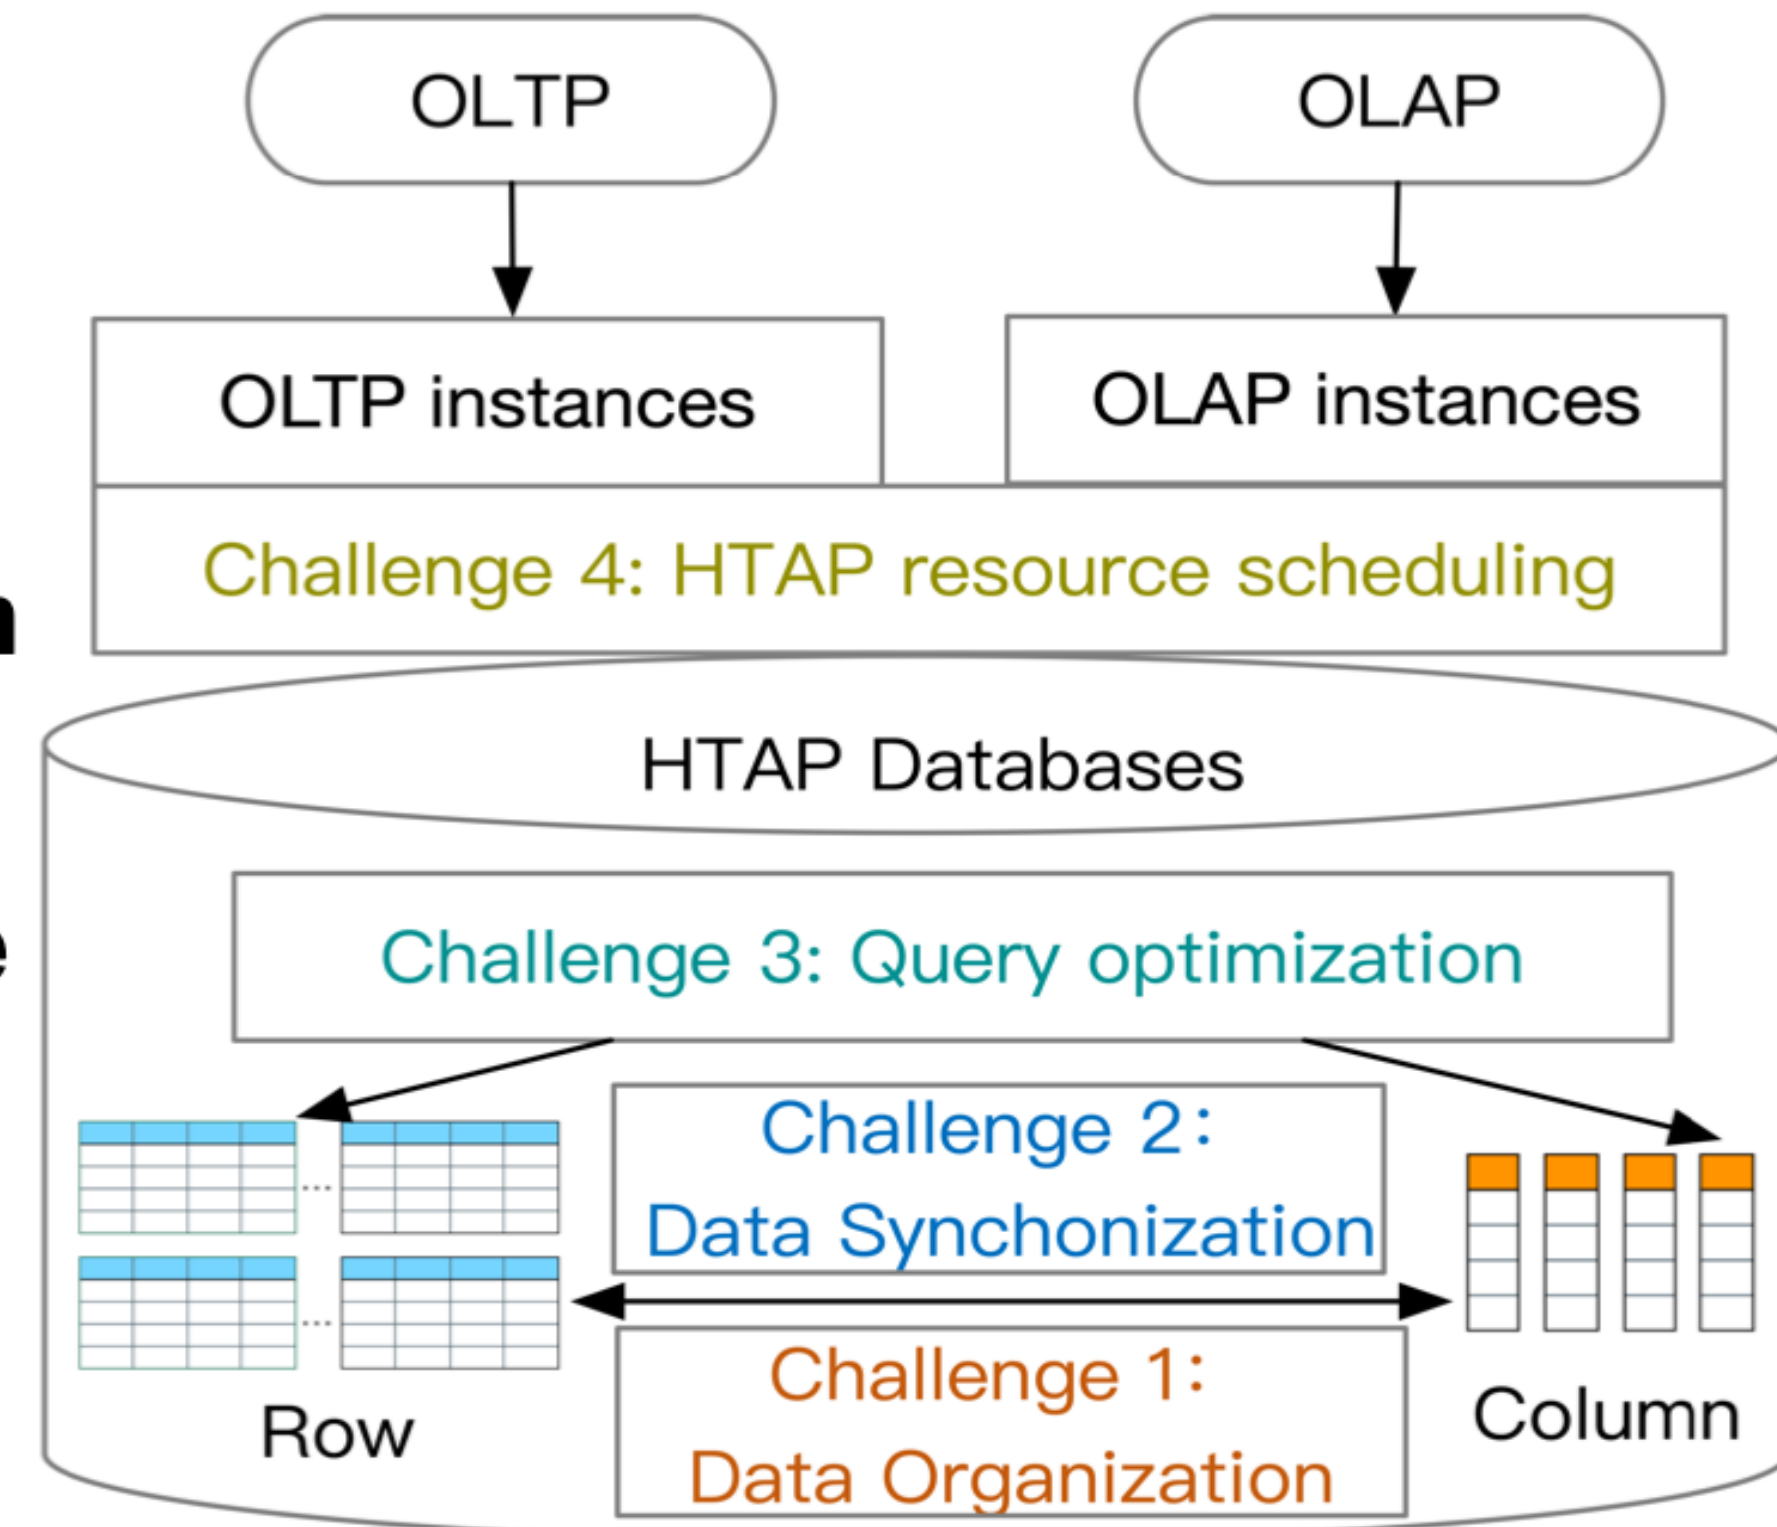 OLTP
OLAP
OLTP instances
OLAP instances
Challenge 4: HTAP resource scheduling
HTAP Databases
Challenge 3: Query optimization
Challenge 2:
Data Synchonization
Challenge 1:
Data Organization
Row
Column